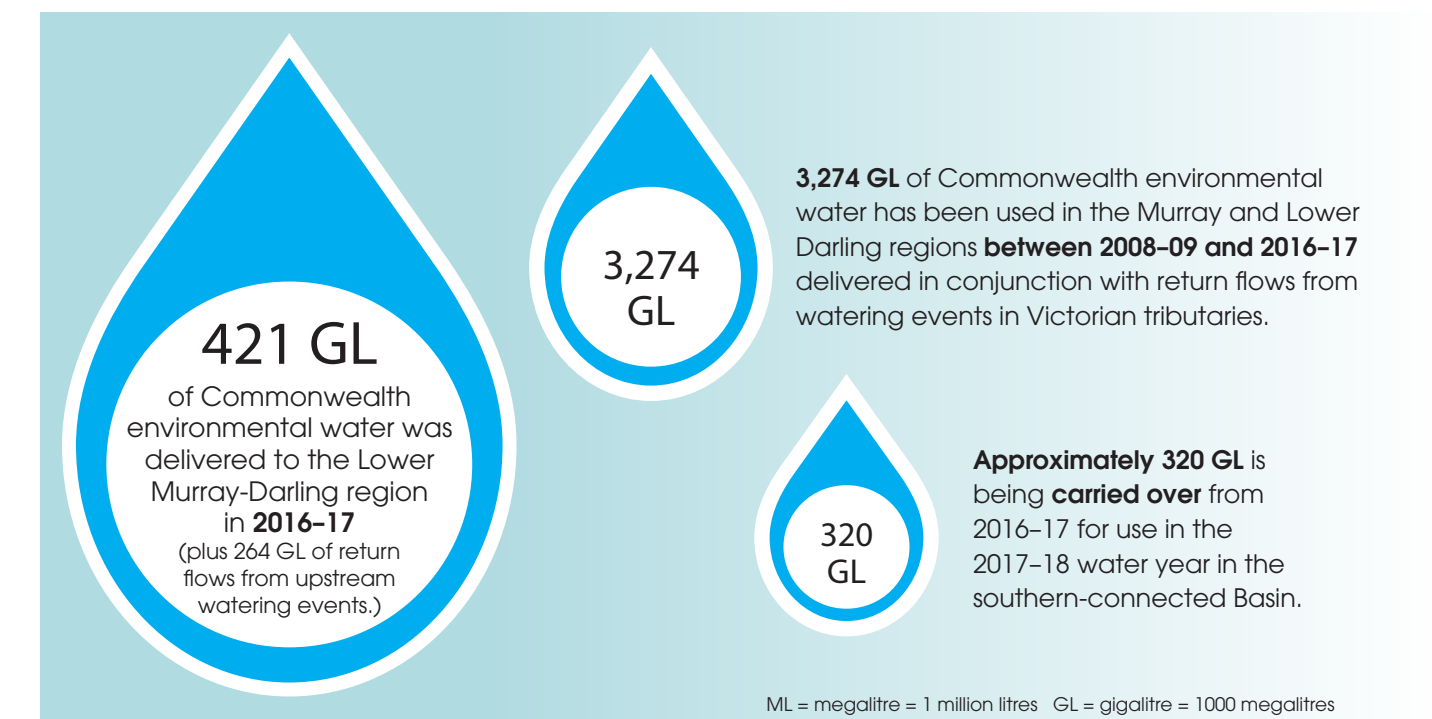 421 GL
of Commonwealth
environmental water was
delivered to the Lower
Murray-Darling region
in 2016–17
(plus 264 GL of return
flows from upstream
watering events.)
3,274
GL
3,274 GL of Commonwealth environmental
water has been used in the Murray and Lower
Darling regions between 2008–09 and 2016–17
delivered in conjunction with return flows from
watering events in Victorian tributaries.
320
GL
Approximately 320 GL is
being carried over from
2016–17 for use in the
2017–18 water year in the
southern-connected Basin.
ML = megalitre = 1 million litres GL = gigalitre = 1000 megalitres